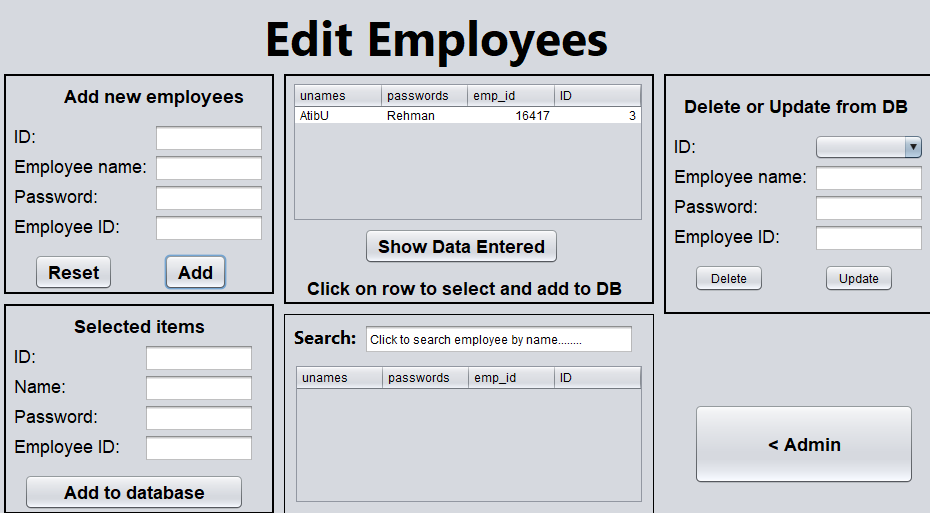 Edit Employees
Add new employees
ID:
Employee name:
Password:
Employee ID:
Reset Add
unames passwords emp_id ID
AtibU Rehman 16417 3
Show Data Entered
Click on row to select and add to DB
Delete or Update from DB
ID:
Employee name:
Password:
Employee ID:
Delete Update
Selected items
ID:
Name:
Password:
Employee ID:
Add to database
Search: Click to search employee by name........
unames passwords emp_id ID
< Admin